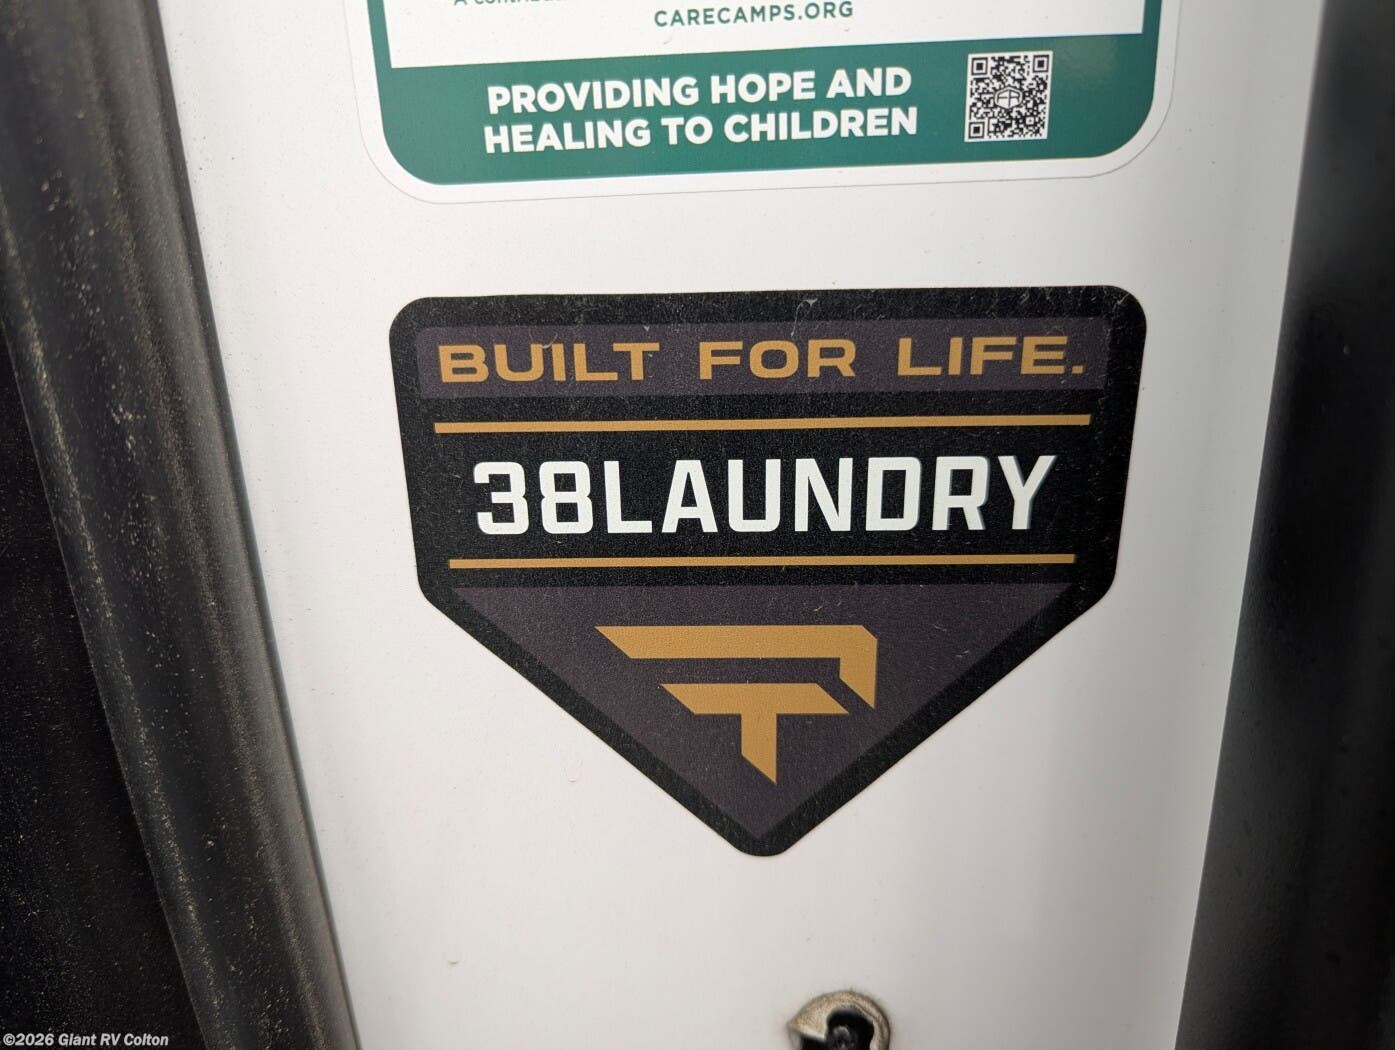 CARECAMPS.ORG
PROVIDING HOPE AND
HEALING TO CHILDREN
BUILT FOR LIFE.
38LAUNDRY
©2026 Giant RV Colton